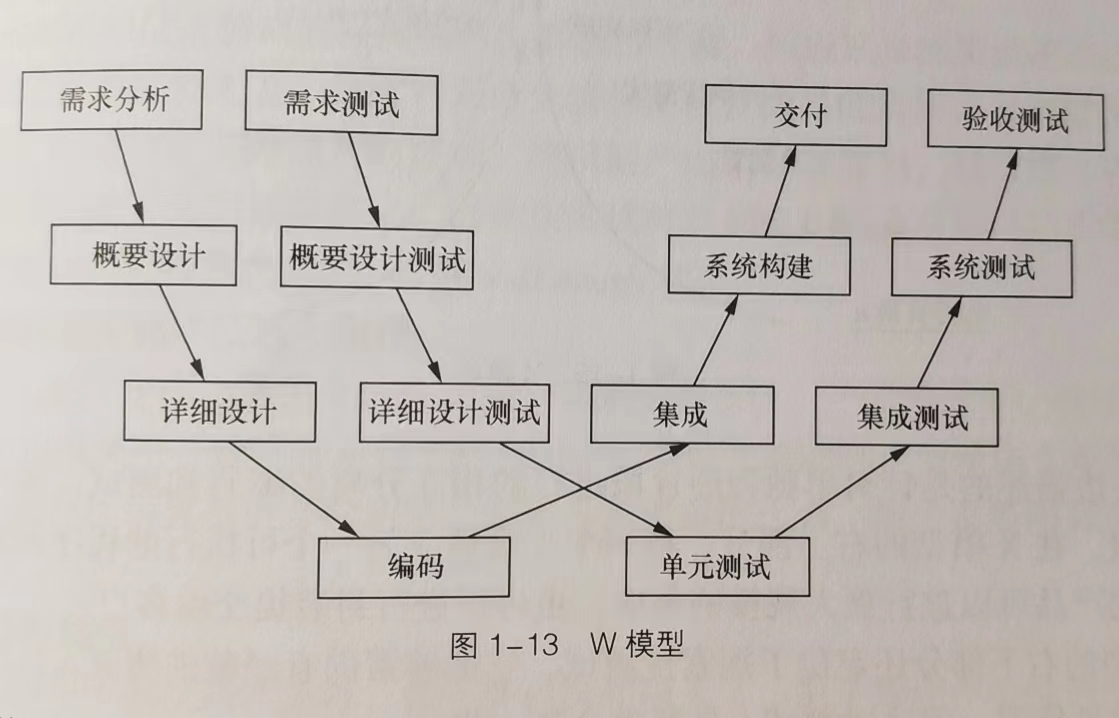 需求分析
需求测试
交付
验收测试
概要设计
概要设计测试
系统构建
系统测试
详细设计
详细设计测试
集成
集成测试
编码
单元测试
图 1-13 W 模型